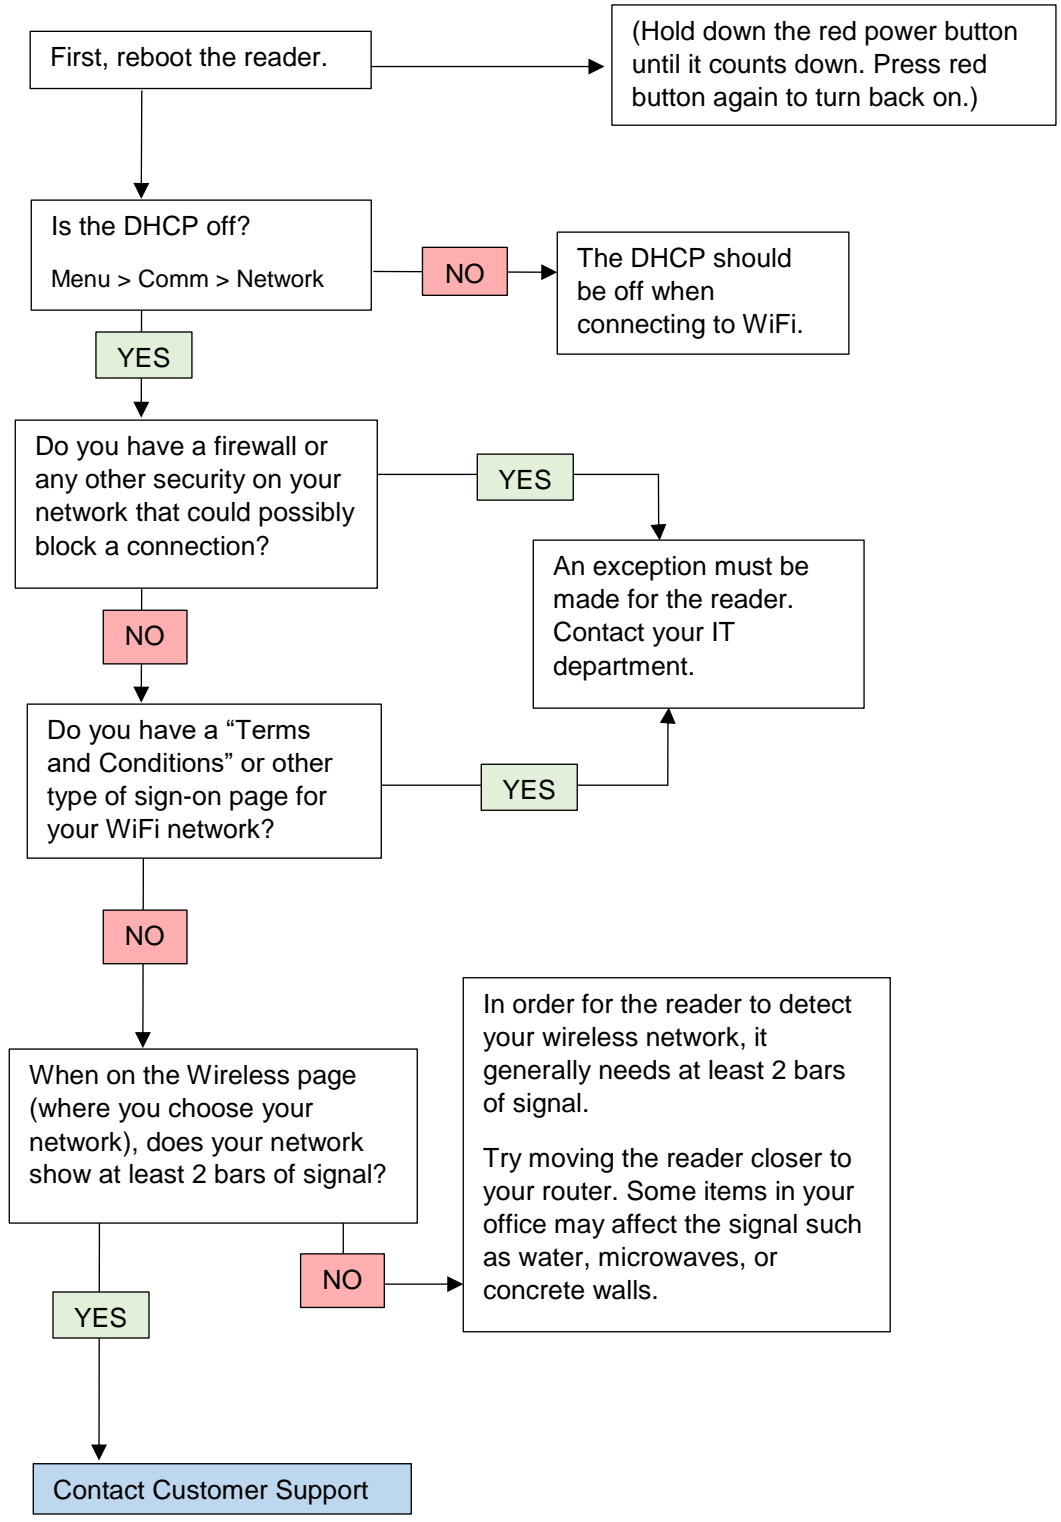 First, reboot the reader.
(Hold down the red power button
until it counts down. Press red
button again to turn back on.)
Is the DHCP off?
Menu > Comm > Network
NO
The DHCP should
be off when
connecting to WiFi.
YES
Do you have a firewall or
any other security on your
network that could possibly
block a connection?
YES
An exception must be
made for the reader.
Contact your IT
department.
NO
Do you have a “Terms
and Conditions” or other
type of sign-on page for
your WiFi network?
YES
NO
When on the Wireless page
(where you choose your
network), does your network
show at least 2 bars of signal?
In order for the reader to detect
your wireless network, it
generally needs at least 2 bars
of signal.
Try moving the reader closer to
your router. Some items in your
office may affect the signal such
as water, microwaves, or
concrete walls.
NO
YES
Contact Customer Support